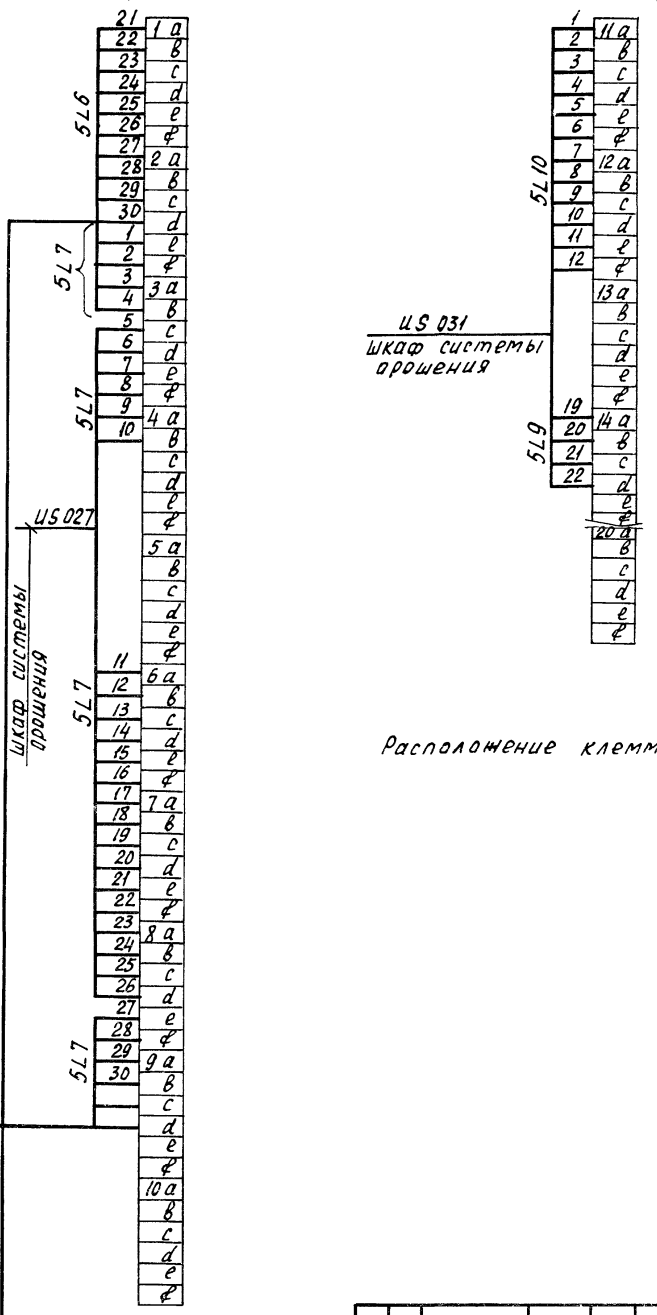 5L6
21 1 a
22 в
23 c
24 d
25 e
26 f
27 2 a
28 в
29 c
30 d
5L7
1 e
2 f
3 3 a
4 в
5L7
5 c
6 d
7 e
8 f
9 4 a
10 в
c
d
e
f
5 a
в
c
d
e
f
US 027
шкаф системы
орошения
5L7
11 6 a
12 в
13 c
14 d
15 e
16 f
17 7 a
18 в
19 c
20 d
21 e
22 f
23 8 a
24 в
25 c
26 d
5L7
27 e
28 f
29 9 a
30 в
c
d
e
f
10 a
в
c
d
e
f
5L10
1 11 a
2 в
3 c
4 d
5 e
6 f
7 12 a
8 в
9 c
10 d
11 e
12 f
13 a
в
c
d
e
f
US 031
шкаф системы
орошения
5L9
19 14 a
20 в
21 c
22 d
e
f
20 a
в
c
d
e
f
Расположение клемм